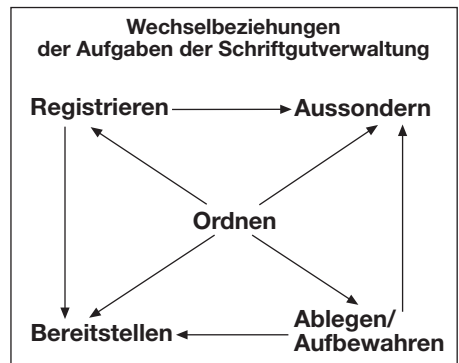 Wechselbeziehungen
der Aufgaben der Schriftgutverwaltung
Registrieren
Aussondern
Ordnen
Bereitstellen
Ablegen/
Aufbewahren